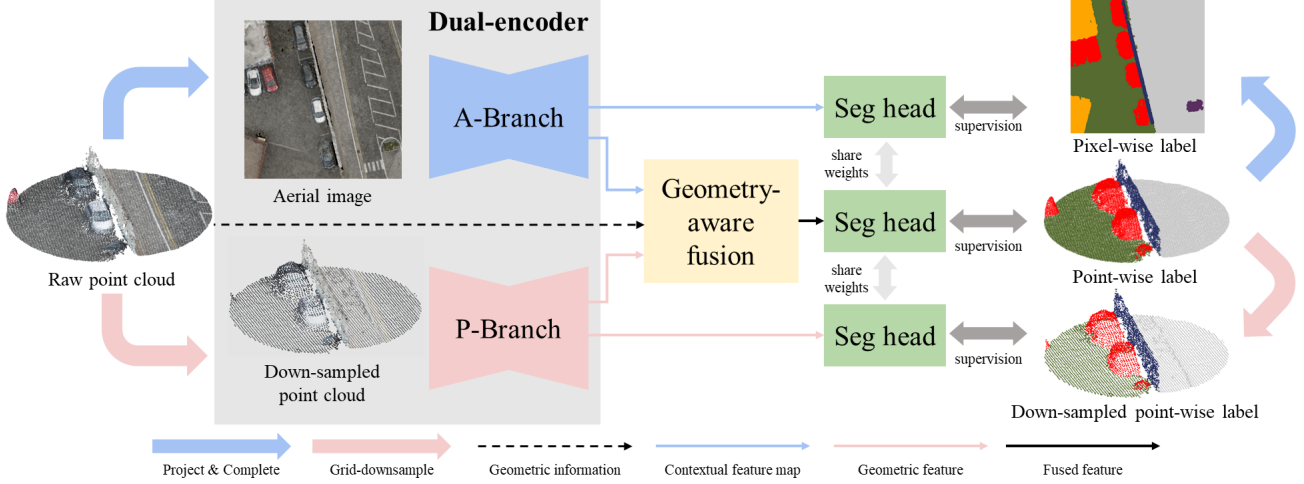 Dual-encoder
A-Branch
Aerial image
Seg head
supervision
Pixel-wise label
share
weights
Raw point cloud
Geometry-
aware
fusion
Seg head
supervision
Point-wise label
share
weights
P-Branch
Down-sampled
point cloud
Seg head
supervision
Down-sampled point-wise label
Project & Complete
Grid-downsample
Geometric information
Contextual feature map
Geometric feature
Fused feature